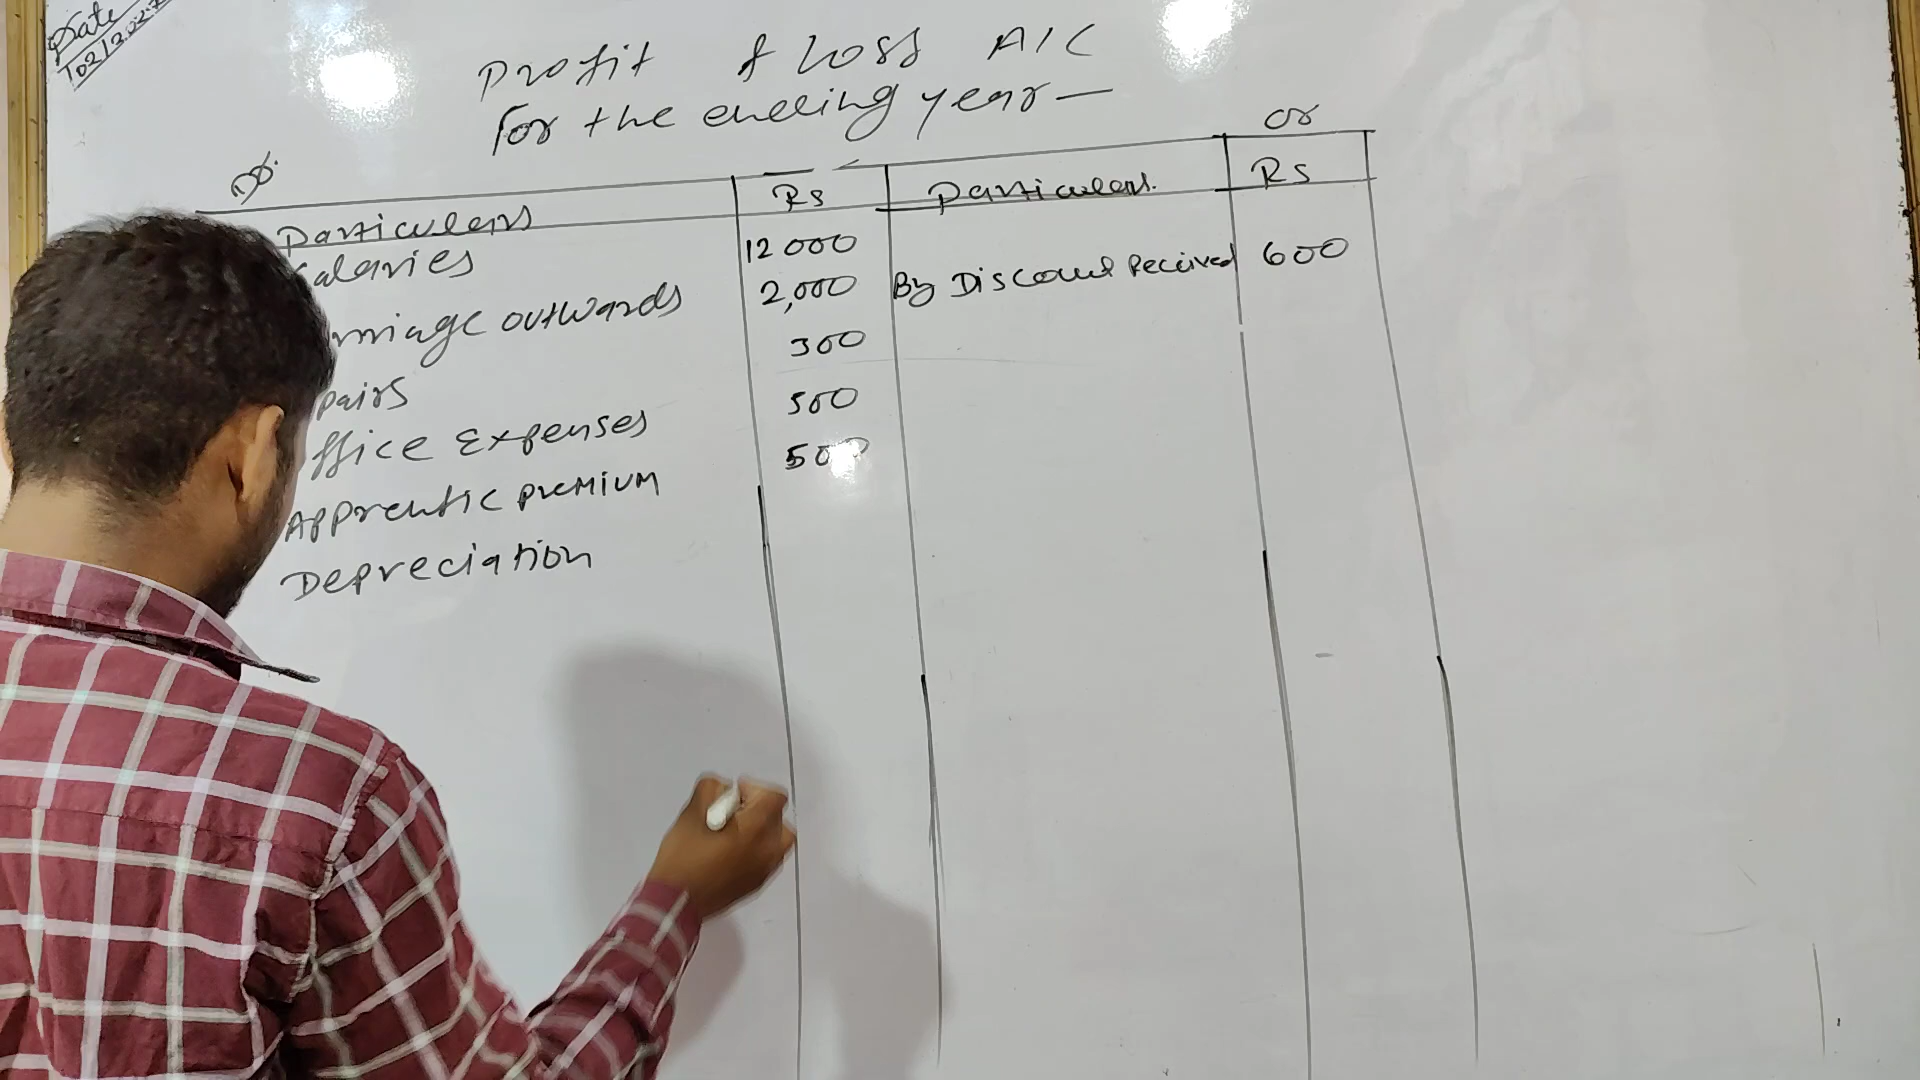 Date
Profit & Loss A/C
For the ending year —
Dr. Cr
Particulars Rs Particulars. Rs
alaries 12000
rriage outwards 2,000 By Discount Received 600
pairs 300
ffice Expenses 500
Apprentic premium 500
Depreciation